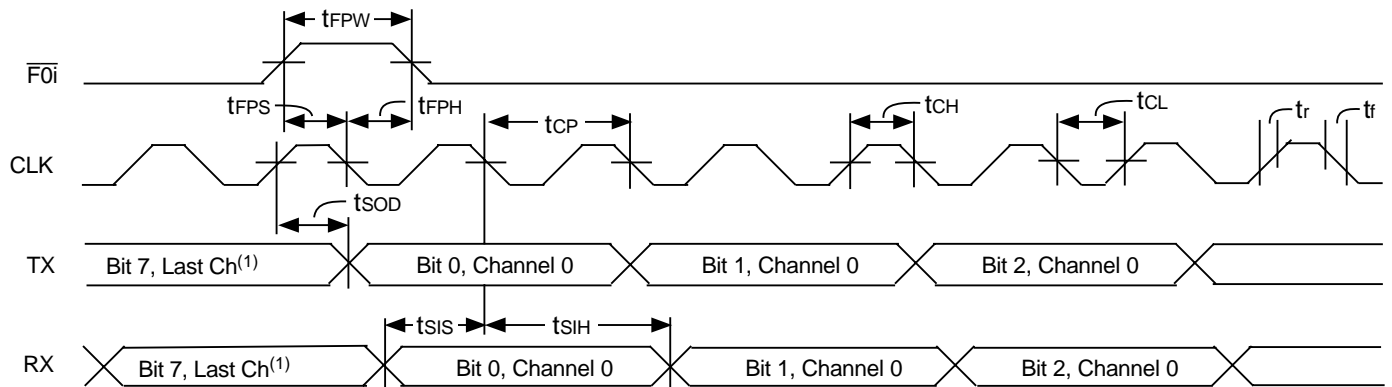 tFPW
F0i
tFPS tFPH
tCP tCH tCL tr tf
CLK
tSOD
TX Bit 7, Last Ch(1) Bit 0, Channel 0 Bit 1, Channel 0 Bit 2, Channel 0
tSIS tSIH
RX Bit 7, Last Ch(1) Bit 0, Channel 0 Bit 1, Channel 0 Bit 2, Channel 0